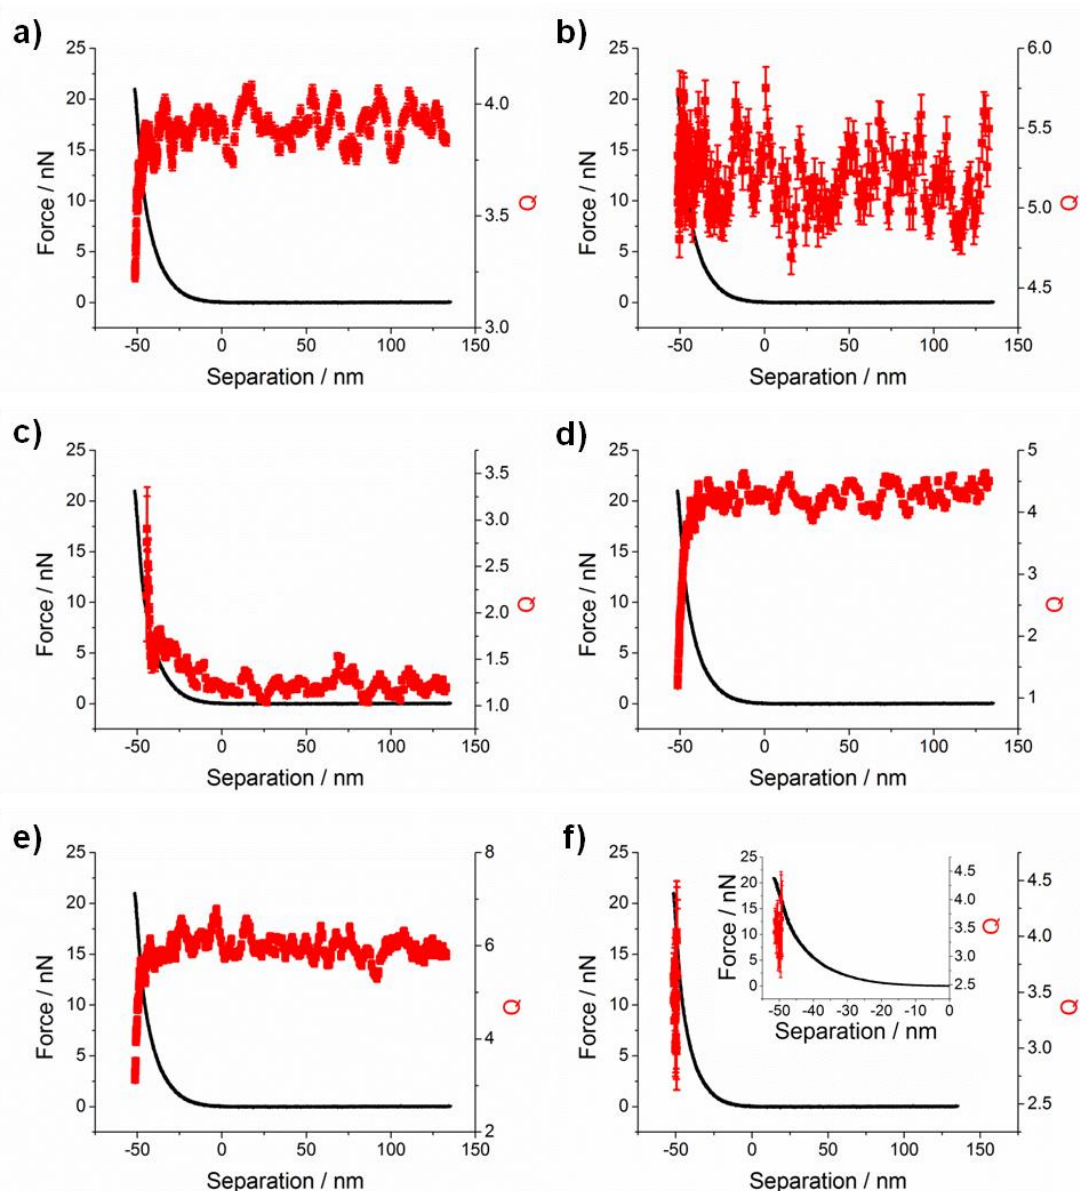 a)
25
20
15
10
5
0
Force / nN
4.0
3.5
3.0
Q
-50 0 50 100 150
Separation / nm
b)
25
20
15
10
5
0
Force / nN
6.0
5.5
5.0
4.5
Q
-50 0 50 100 150
Separation / nm
c)
25
20
15
10
5
0
Force / nN
3.5
3.0
2.5
2.0
1.5
1.0
Q
-50 0 50 100 150
Separation / nm
d)
25
20
15
10
5
0
Force / nN
5
4
3
2
1
Q
-50 0 50 100 150
Separation / nm
e)
25
20
15
10
5
0
Force / nN
8
6
4
2
Q
-50 0 50 100 150
Separation / nm
f)
25
20
15
10
5
0
Force / nN
4.5
4.0
3.5
3.0
2.5
Q
-50 0 50 100 150
Separation / nm
25
20
15
10
5
0
Force / nN
4.5
4.0
3.5
3.0
2.5
Q
-50 -40 -30 -20 -10 0
Separation / nm